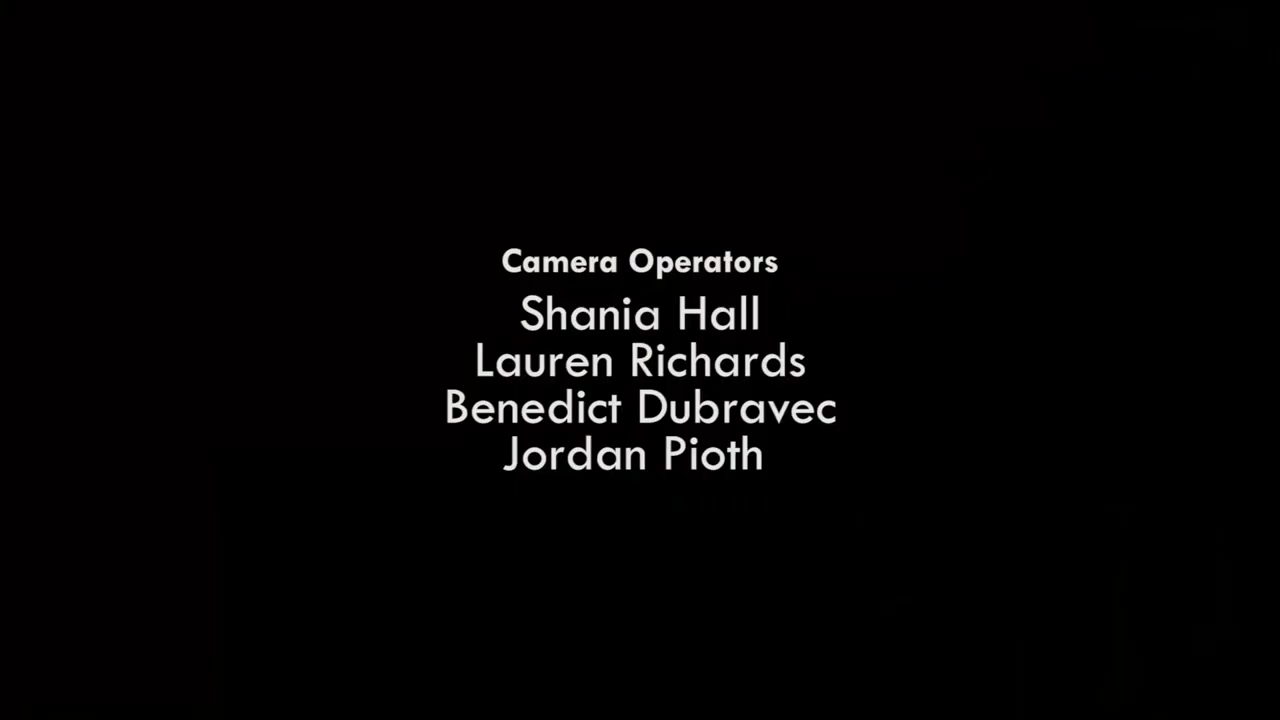 Camera Operators
Shania Hall
Lauren Richards
Benedict Dubravec
Jordan Pioth